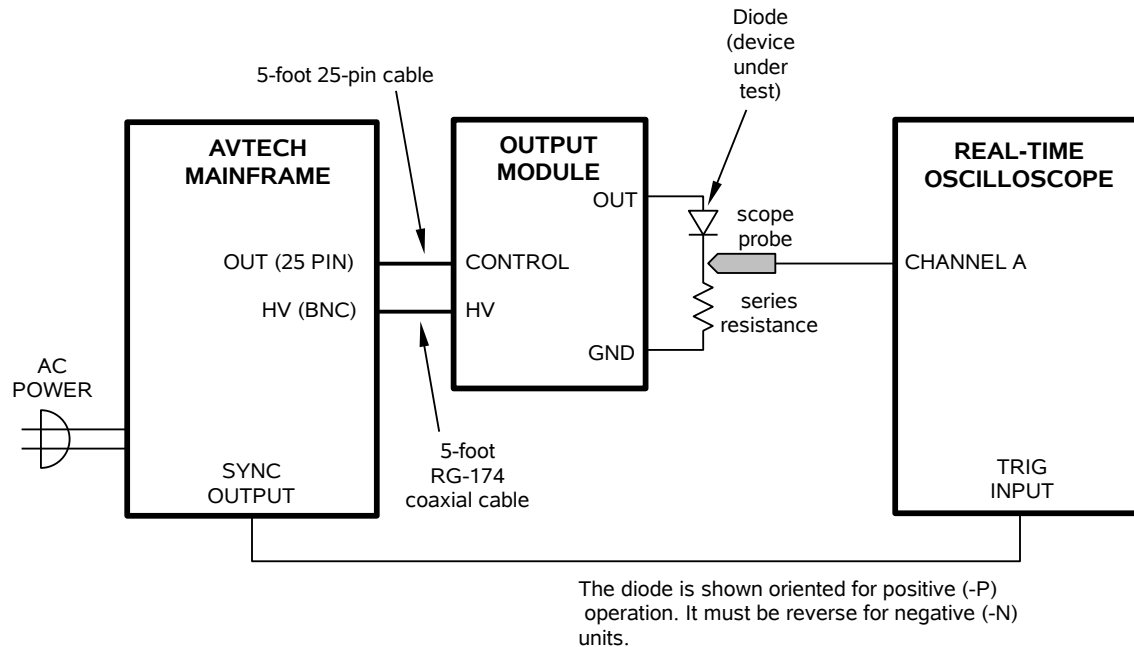 Diode
(device
under
test)
5-foot 25-pin cable
AVTECH
MAINFRAME
OUTPUT
MODULE
REAL-TIME
OSCILLOSCOPE
OUT
scope
probe
OUT (25 PIN)
CONTROL
CHANNEL A
HV (BNC)
HV
series
resistance
GND
AC
POWER
5-foot
RG-174
coaxial cable
SYNC
OUTPUT
TRIG
INPUT
The diode is shown oriented for positive (-P)
operation. It must be reverse for negative (-N)
units.